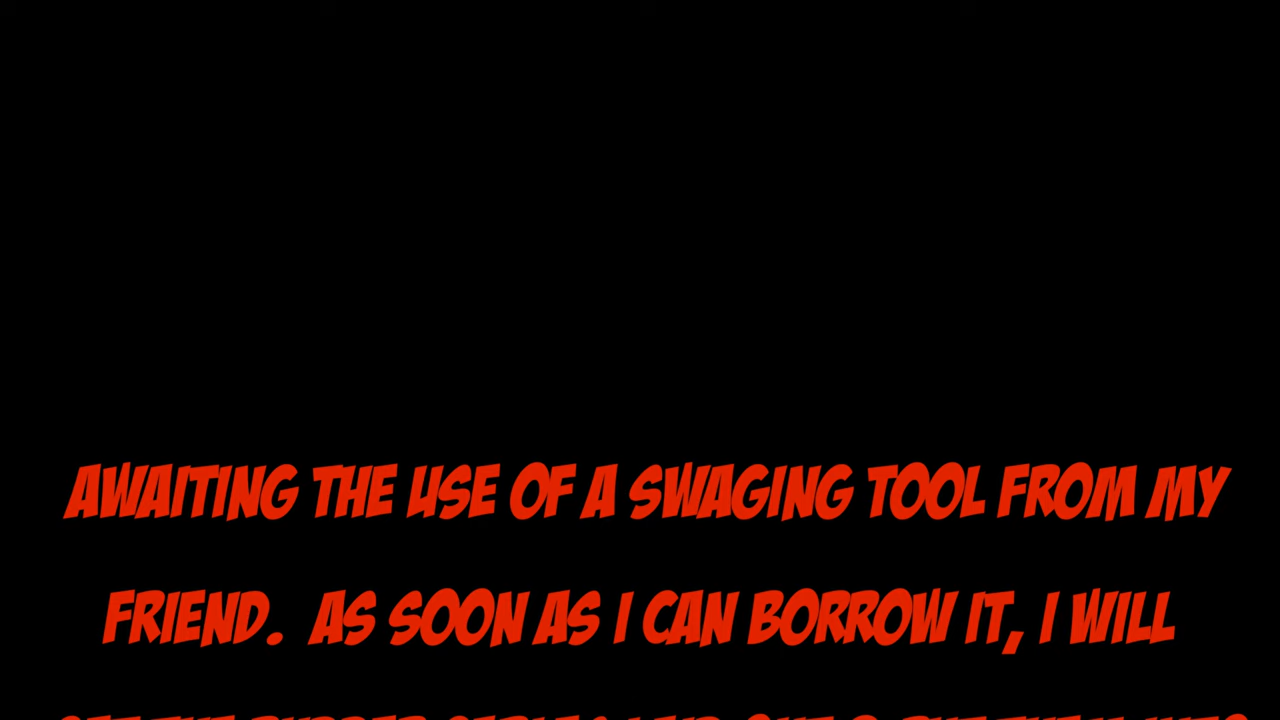 AWAITING THE USE OF A SWAGING TOOL FROM MY
FRIEND.  AS SOON AS I CAN BORROW IT, I WILL